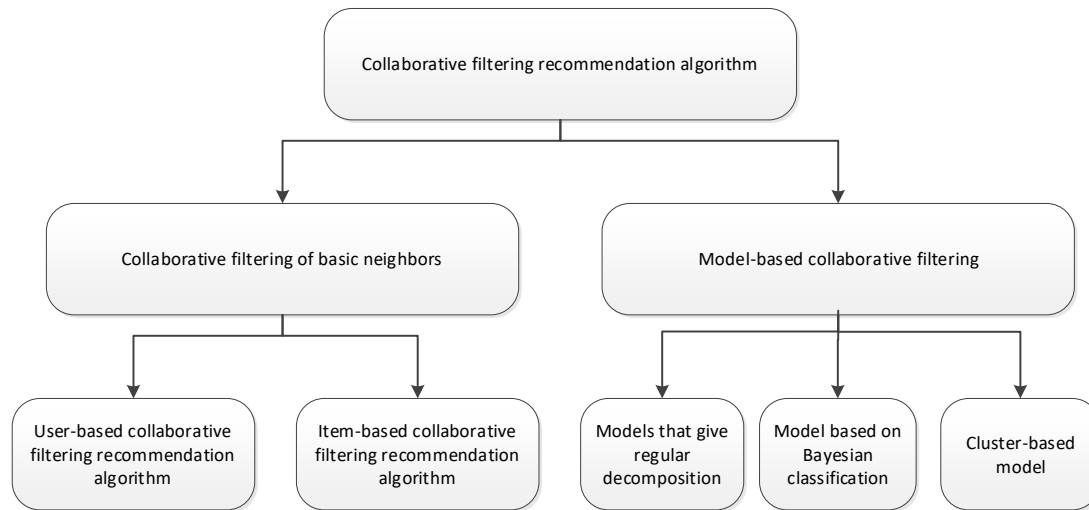 Collaborative filtering recommendation algorithm
Collaborative filtering of basic neighbors
Model-based collaborative filtering
User-based collaborative
filtering recommendation
algorithm
Item-based collaborative
filtering recommendation
algorithm
Models that give
regular
decomposition
Model based on
Bayesian
classification
Cluster-based
model